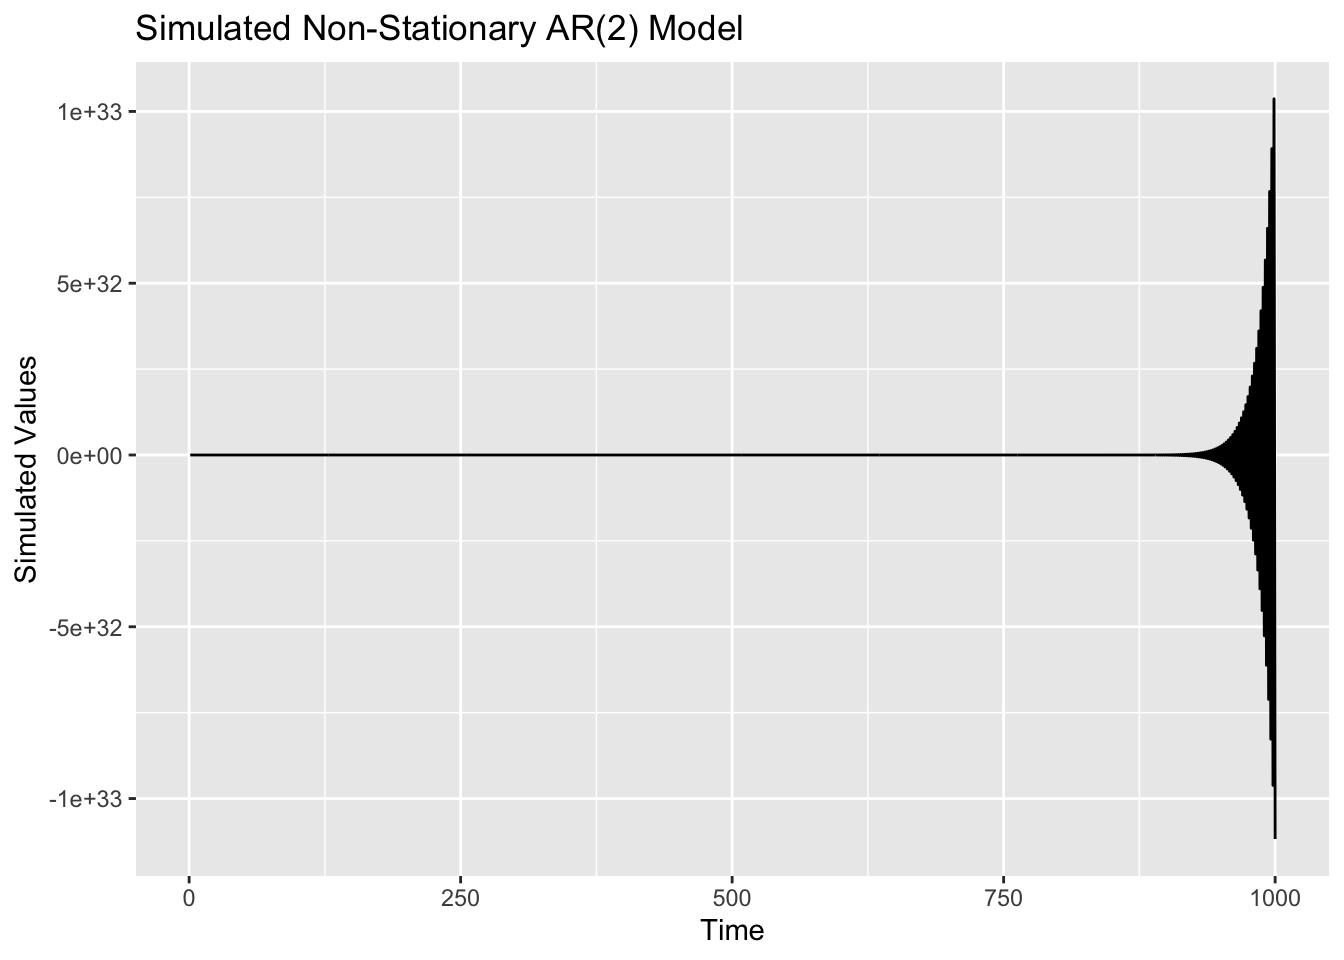 Simulated Non-Stationary AR(2) Model
1e+33
5e+32
0e+00
-5e+32
-1e+33
Simulated Values
0 250 500 750 1000
Time